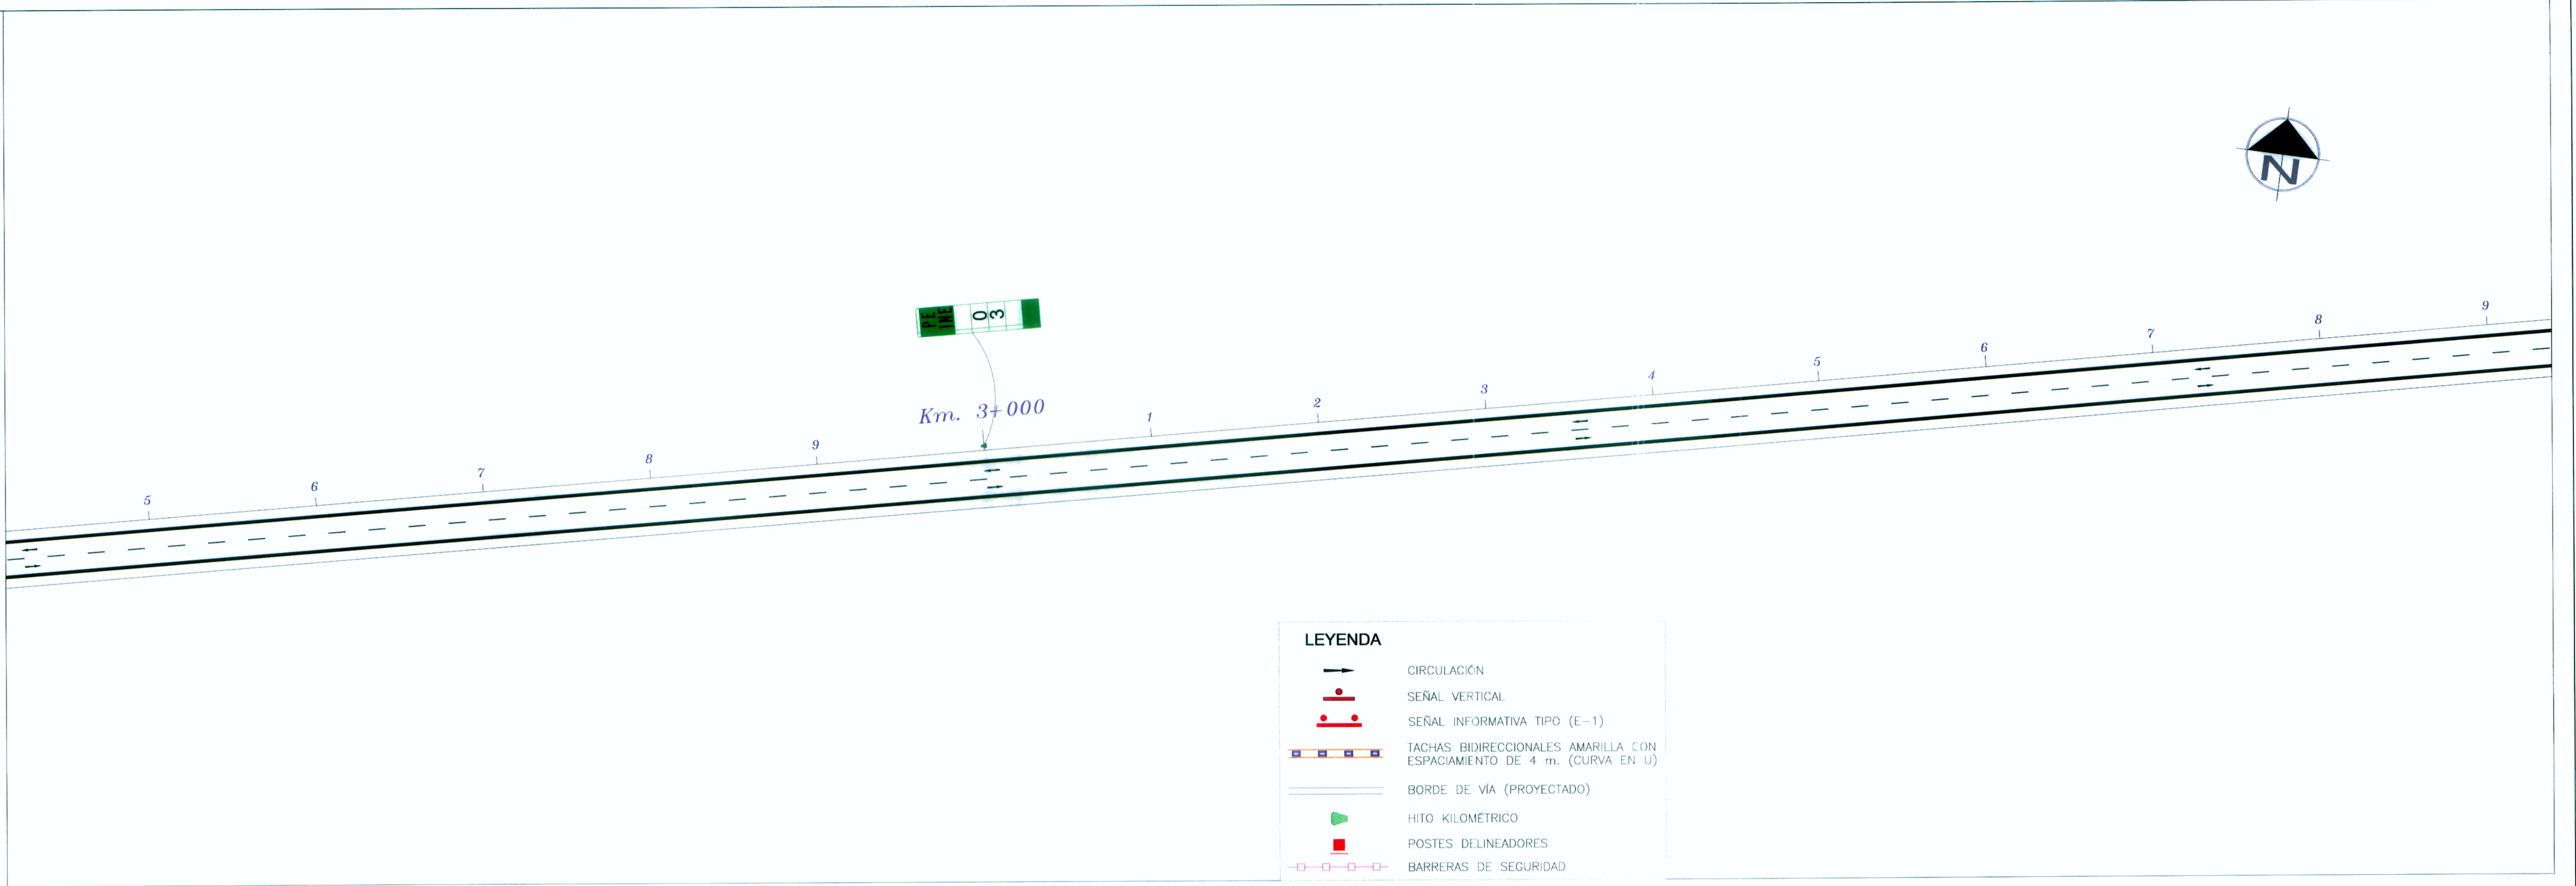 N
PE
1NE
0
3
Km. 3+000
5
6
7
8
9
1
2
3
4
5
6
7
8
9
LEYENDA
CIRCULACIÓN
SEÑAL VERTICAL
SEÑAL INFORMATIVA TIPO (E-1)
TACHAS BIDIRECCIONALES AMARILLA CON
ESPACIAMIENTO DE 4 m. (CURVA EN U)
BORDE DE VÍA (PROYECTADO)
HITO KILOMÉTRICO
POSTES DELINEADORES
BARRERAS DE SEGURIDAD